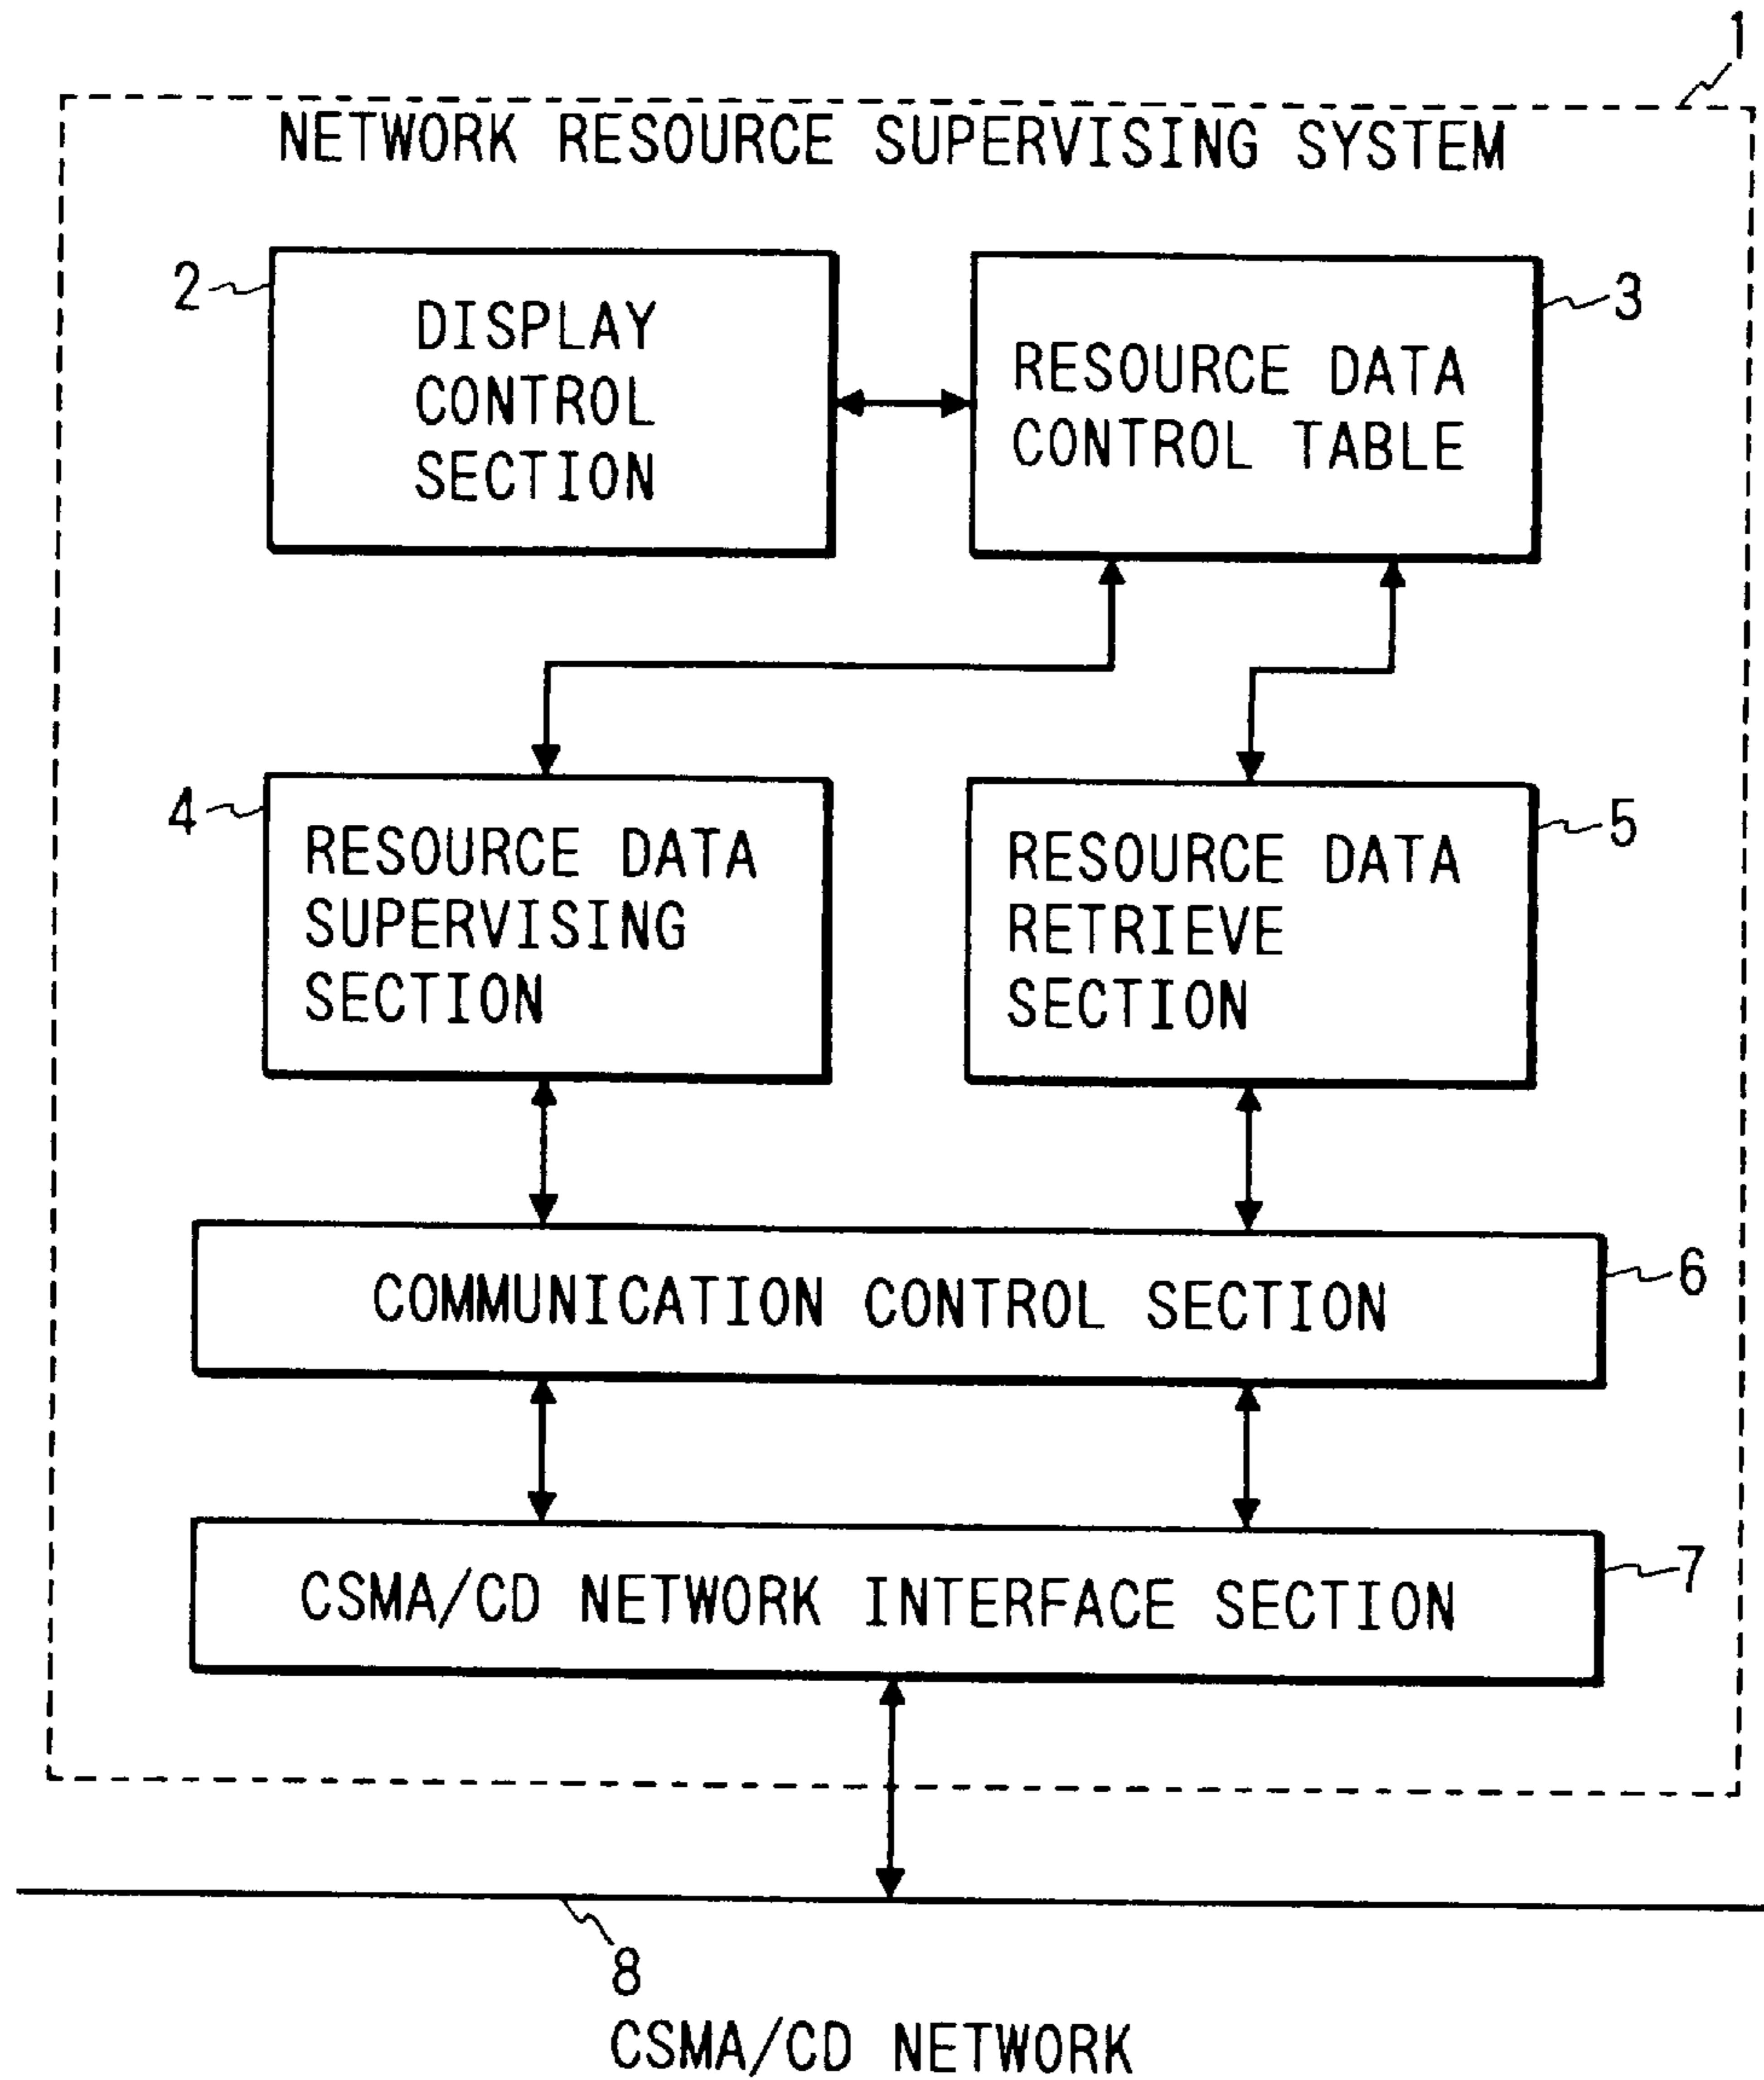 1
NETWORK RESOURCE SUPERVISING SYSTEM
2
DISPLAY
CONTROL
SECTION
3
RESOURCE DATA
CONTROL TABLE
4
RESOURCE DATA
SUPERVISING
SECTION
5
RESOURCE DATA
RETRIEVE
SECTION
6
COMMUNICATION CONTROL SECTION
7
CSMA/CD NETWORK INTERFACE SECTION
8
CSMA/CD NETWORK